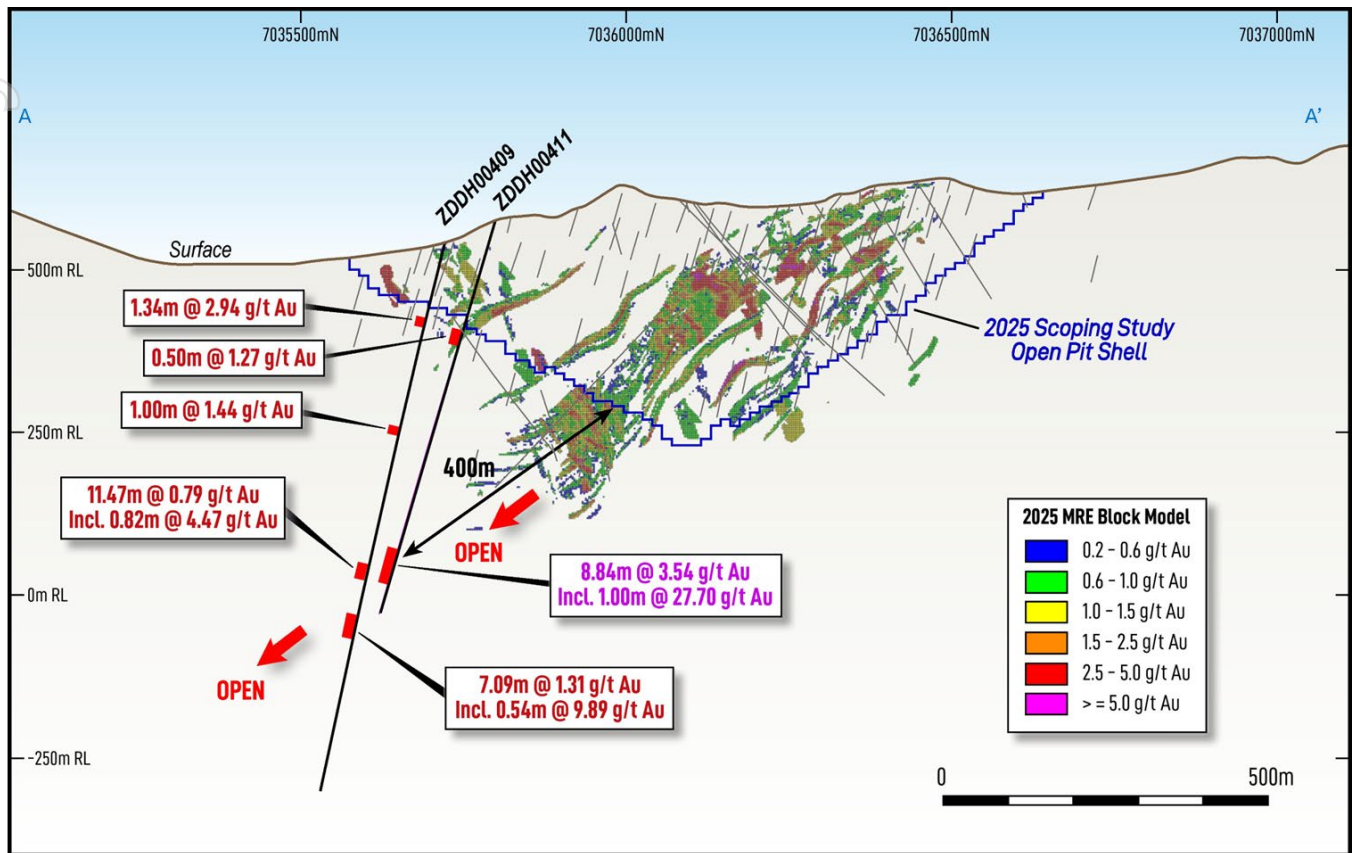 7035500mN
7036000mN
7036500mN
7037000mN
A
A'
ZDDH00409
ZDDH00411
Surface
500m RL
1.34m @ 2.94 g/t Au
0.50m @ 1.27 g/t Au
2025 Scoping Study
Open Pit Shell
1.00m @ 1.44 g/t Au
250m RL
400m
11.47m @ 0.79 g/t Au
Incl. 0.82m @ 4.47 g/t Au
OPEN
8.84m @ 3.54 g/t Au
Incl. 1.00m @ 27.70 g/t Au
0m RL
OPEN
7.09m @ 1.31 g/t Au
Incl. 0.54m @ 9.89 g/t Au
-250m RL
2025 MRE Block Model
0.2 - 0.6 g/t Au
0.6 - 1.0 g/t Au
1.0 - 1.5 g/t Au
1.5 - 2.5 g/t Au
2.5 - 5.0 g/t Au
> = 5.0 g/t Au
0
500m